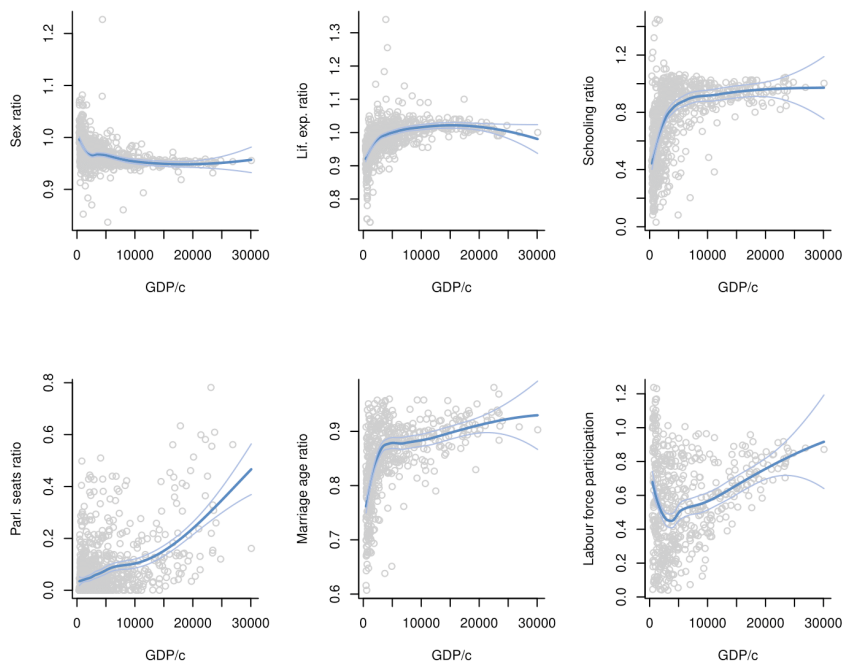 Sex ratio
0.9 1.0 1.1 1.2
0 10000 20000 30000
GDP/c
Lif. exp. ratio
0.8 0.9 1.0 1.1 1.2 1.3
0 10000 20000 30000
GDP/c
Schooling ratio
0.0 0.4 0.8 1.2
0 10000 20000 30000
GDP/c
Parl. seats ratio
0.0 0.2 0.4 0.6 0.8
0 10000 20000 30000
GDP/c
Marriage age ratio
0.6 0.7 0.8 0.9
0 10000 20000 30000
GDP/c
Labour force participation
0.0 0.2 0.4 0.6 0.8 1.0 1.2
0 10000 20000 30000
GDP/c